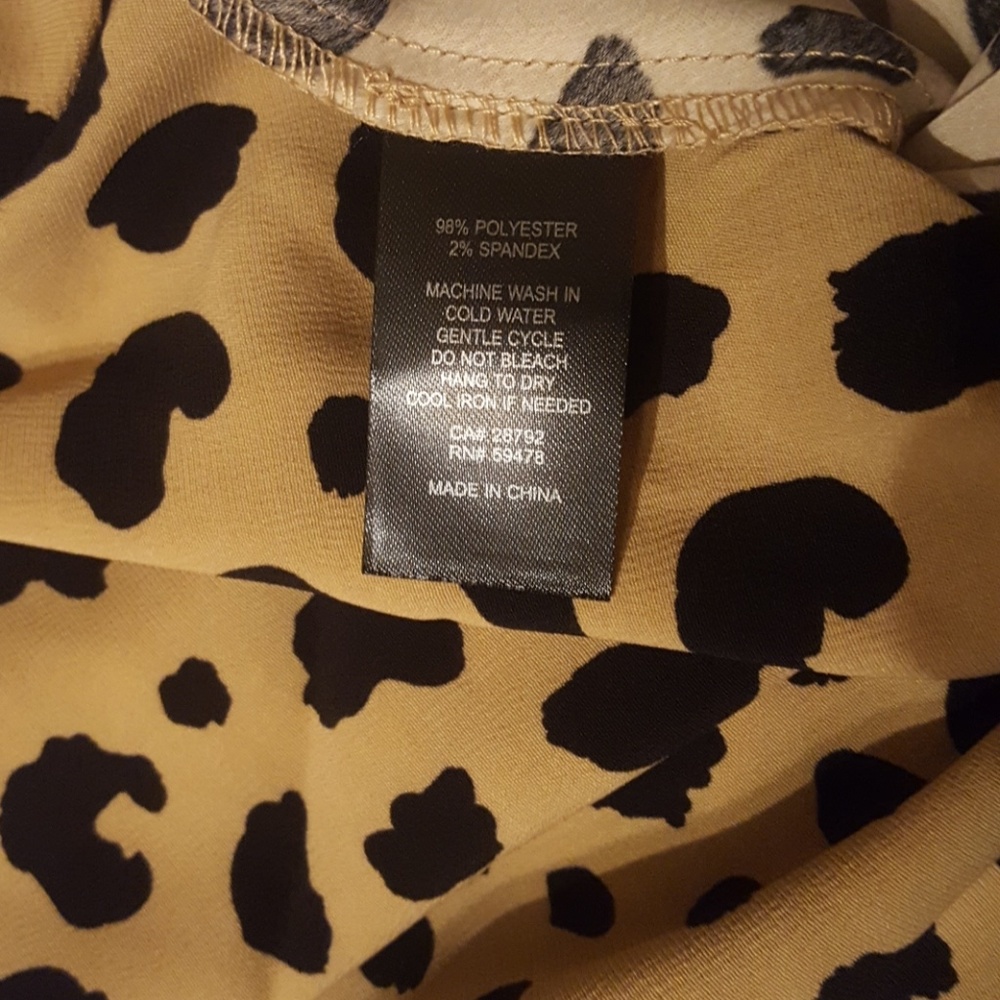 98% POLYESTER
2% SPANDEX
MACHINE WASH IN
COLD WATER
GENTLE CYCLE
DO NOT BLEACH
HANG TO DRY
COOL IRON IF NEEDED
CA# 28792
RN# 59478
MADE IN CHINA